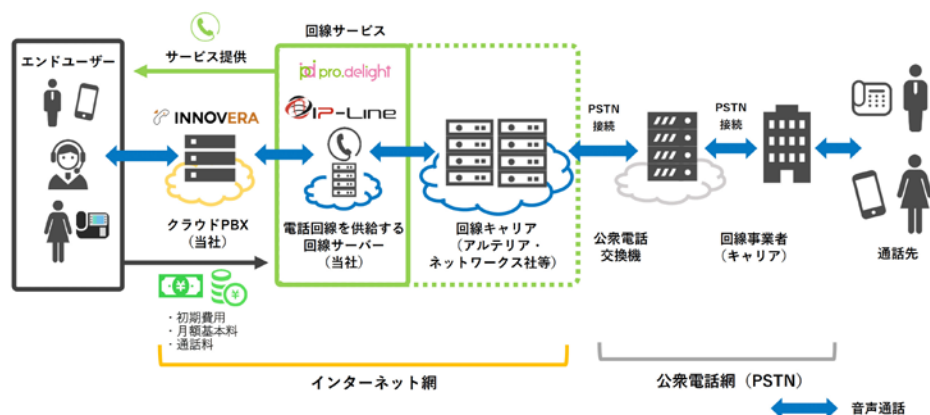 回線サービス
エンドユーザー
サービス提供
pro.delight
INNOVERA
IP-Line
PSTN
接続
PSTN
接続
クラウドPBX
（当社）
電話回線を供給する
回線サーバー
（当社）
回線キャリア
（アルテリア・
ネットワークス社等）
公衆電話
交換機
回線事業者
（キャリア）
通話先
・初期費用
・月額基本料
・通話料
インターネット網
公衆電話網（PSTN）
音声通話